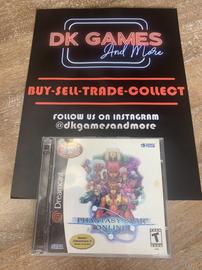 DK GAMES
And More
BUY-SELL-TRADE-COLLECT
FOLLOW US ON INSTAGRAM
@dkgamesandmore
Dreamcast
PHANTASY STAR
ONLINE
SEGA
T